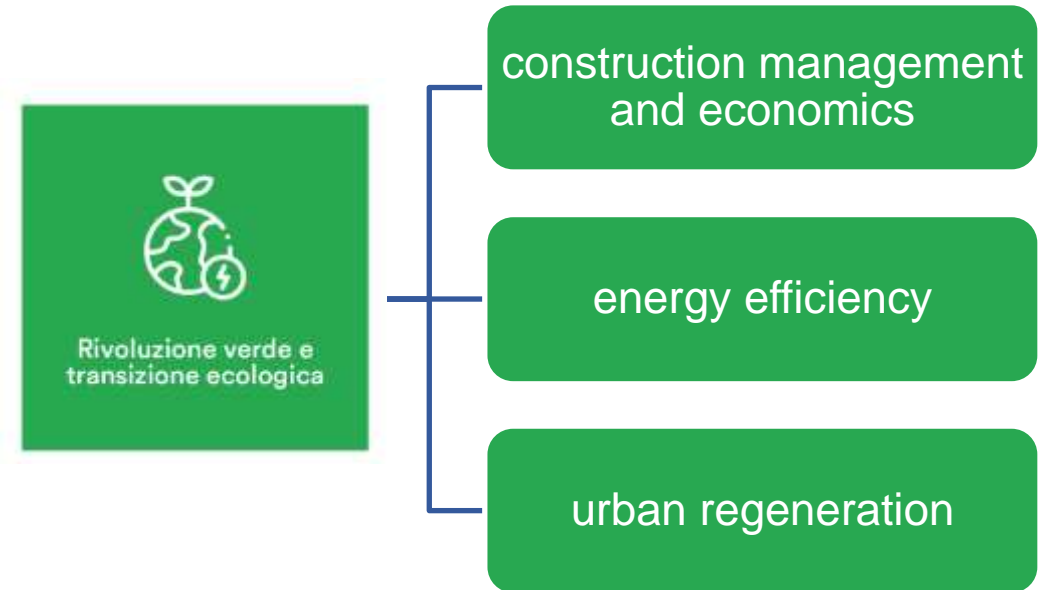 construction management
and economics
Rivoluzione verde e
transizione ecologica
energy efficiency
urban regeneration